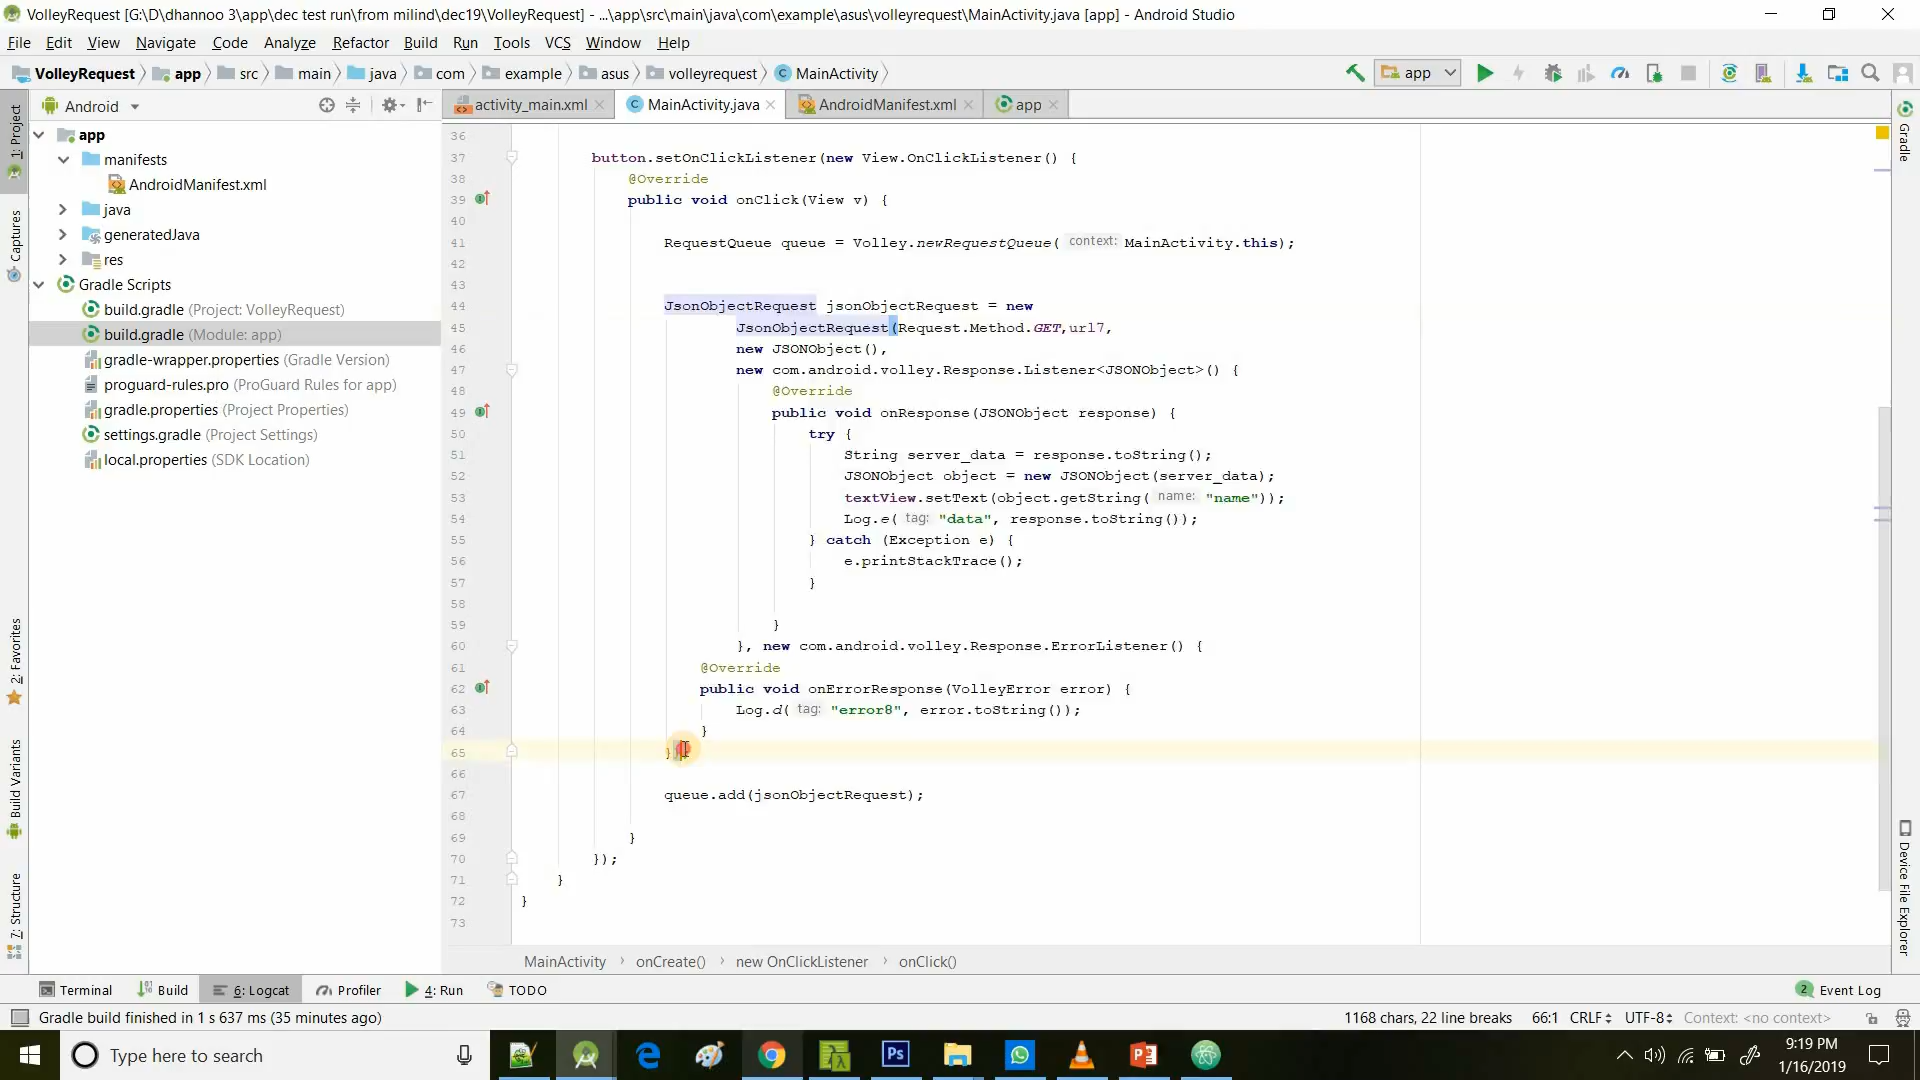 VolleyRequest [G:\D\dhannoo 3\app\dec test run\from milind\dec19\VolleyRequest] - ...\app\src\main\java\com\example\asus\volleyrequest\MainActivity.java [app] - Android Studio
File Edit View Navigate Code Analyze Refactor Build Run Tools VCS Window Help
VolleyRequest app src main java com example asus volleyrequest MainActivity app
Android activity_main.xml MainActivity.java AndroidManifest.xml app
1: Project
Captures
2: Favorites
Build Variants
7: Structure
app
manifests
AndroidManifest.xml
java
generatedJava
res
Gradle Scripts
build.gradle (Project: VolleyRequest)
build.gradle (Module: app)
gradle-wrapper.properties (Gradle Version)
proguard-rules.pro (ProGuard Rules for app)
gradle.properties (Project Properties)
settings.gradle (Project Settings)
local.properties (SDK Location)
36
37 button.setOnClickListener(new View.OnClickListener() {
38 @Override
39 public void onClick(View v) {
40
41 RequestQueue queue = Volley.newRequestQueue( context: MainActivity.this);
42
43
44 JsonObjectRequest jsonObjectRequest = new
45 JsonObjectRequest(Request.Method.GET,url7,
46 new JSONObject(),
47 new com.android.volley.Response.Listener<JSONObject>() {
48 @Override
49 public void onResponse(JSONObject response) {
50 try {
51 String server_data = response.toString();
52 JSONObject object = new JSONObject(server_data);
53 textView.setText(object.getString( name: "name"));
54 Log.e( tag: "data", response.toString());
55 } catch (Exception e) {
56 e.printStackTrace();
57 }
58
59 }
60 }, new com.android.volley.Response.ErrorListener() {
61 @Override
62 public void onErrorResponse(VolleyError error) {
63 Log.d( tag: "error8", error.toString());
64 }
65 }
66
67 queue.add(jsonObjectRequest);
68
69 }
70 });
71 }
72 }
73
Gradle
Device File Explorer
MainActivity › onCreate() › new OnClickListener › onClick()
Terminal Build 6: Logcat Profiler 4: Run TODO 2 Event Log
Gradle build finished in 1 s 637 ms (35 minutes ago) 1168 chars, 22 line breaks 66:1 CRLF UTF-8 Context: <no context>
Type here to search
Ps
9:19 PM
1/16/2019